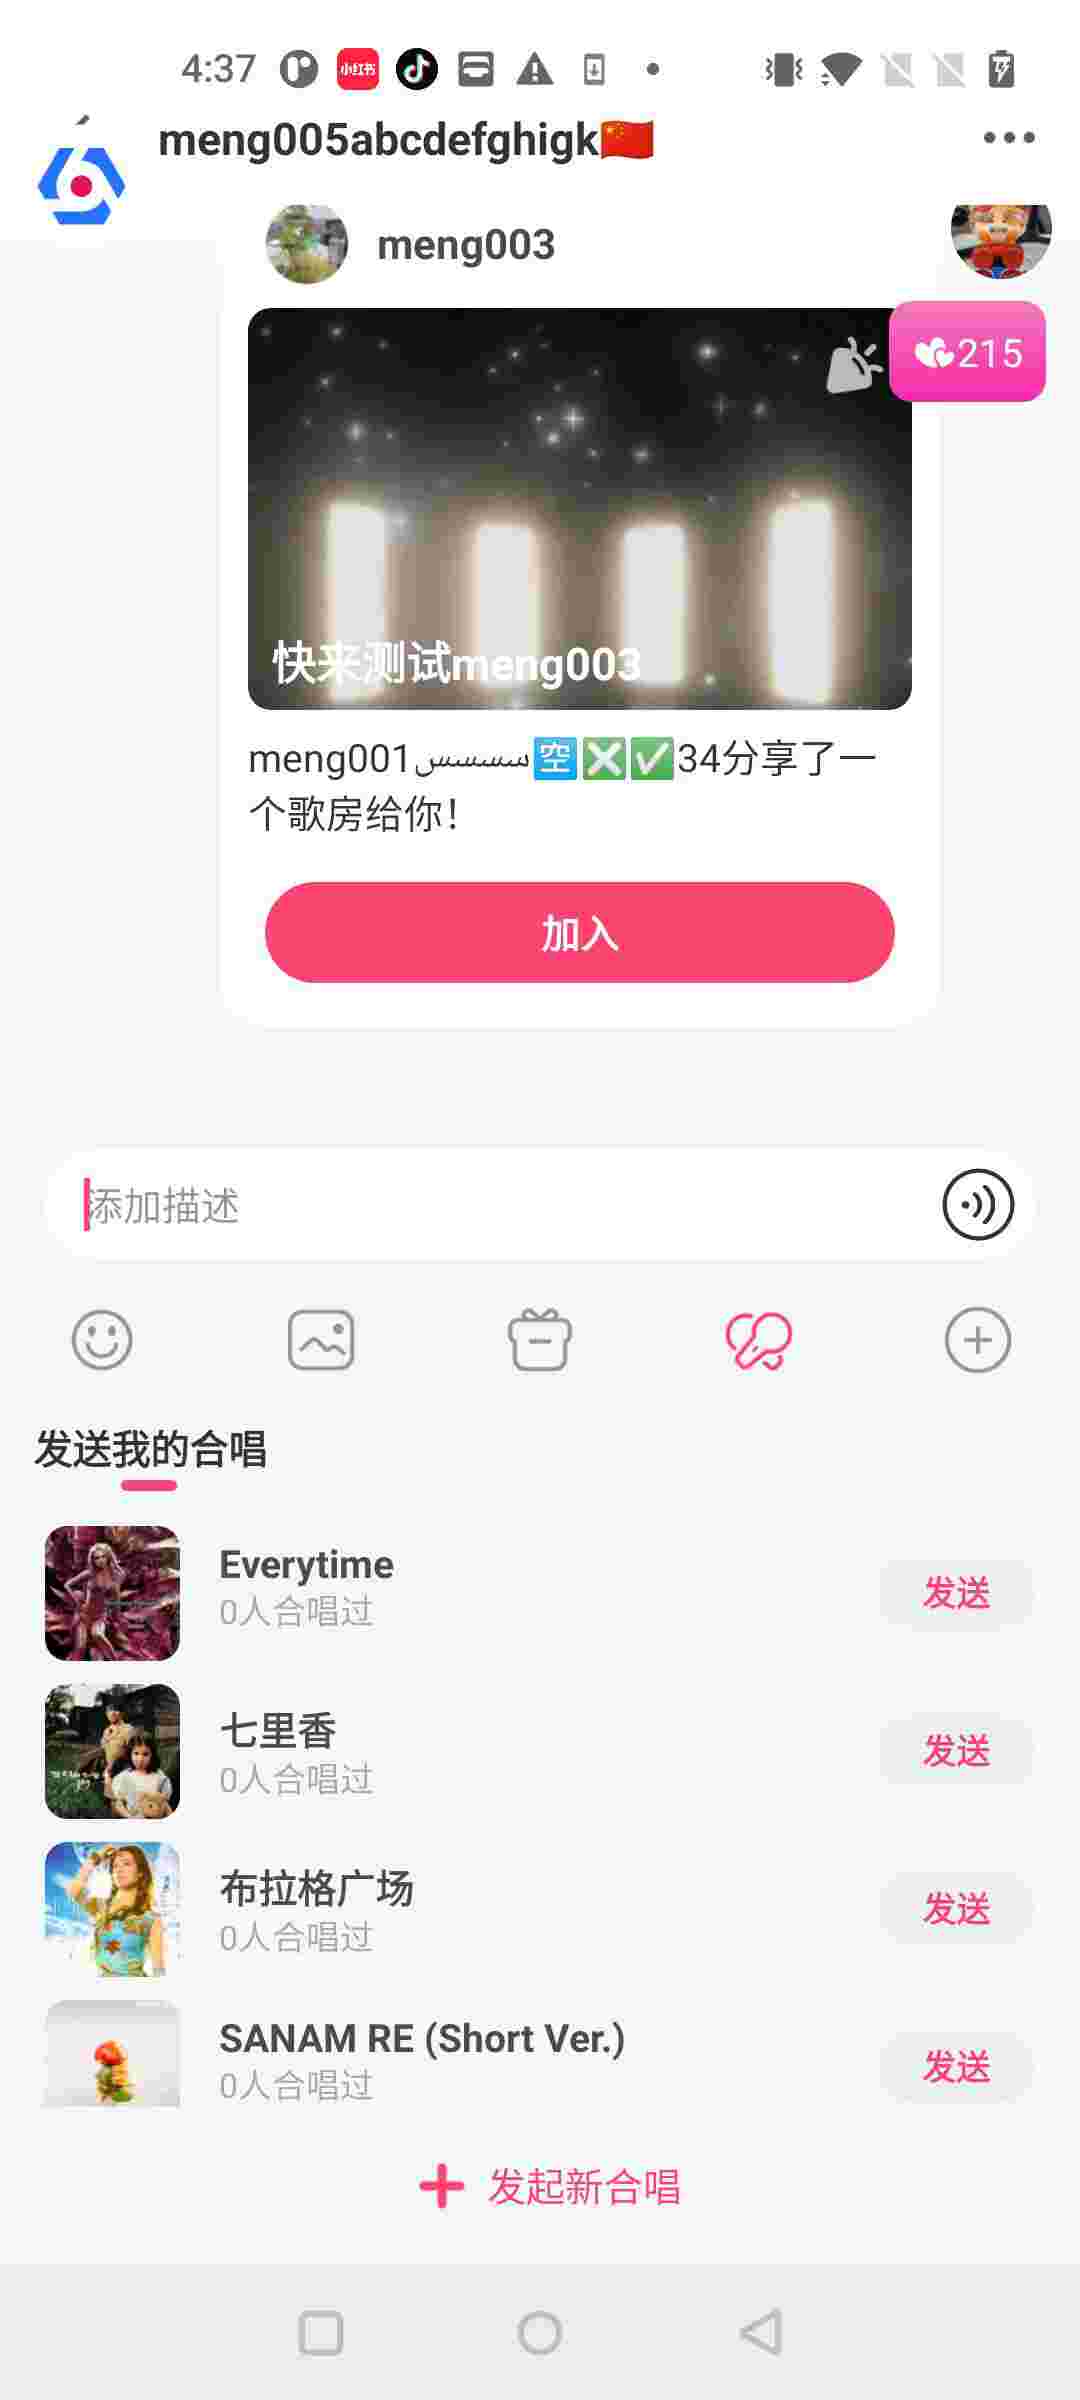 4:37
小红书
meng005abcdefghigk🇨🇳
meng003
215
快来测试meng003
meng001سسسس🈳❎✅34分享了一
个歌房给你!
加入
添加描述
发送我的合唱
Everytime
0人合唱过
发送
七里香
0人合唱过
发送
布拉格广场
0人合唱过
发送
SANAM RE (Short Ver.)
0人合唱过
发送
发起新合唱